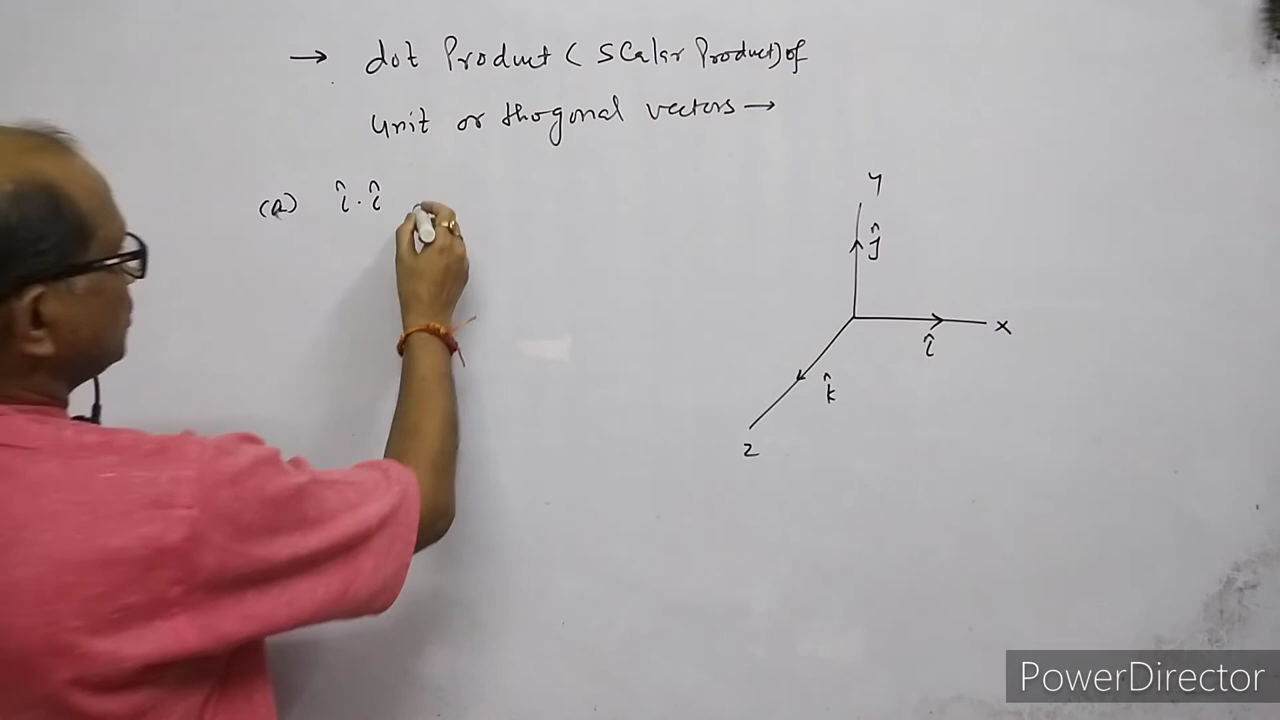 → dot Product (Scalar Product) of
unit orthogonal vectors →
(a) î . î
y
ĵ
x
î
k̂
z
PowerDirector